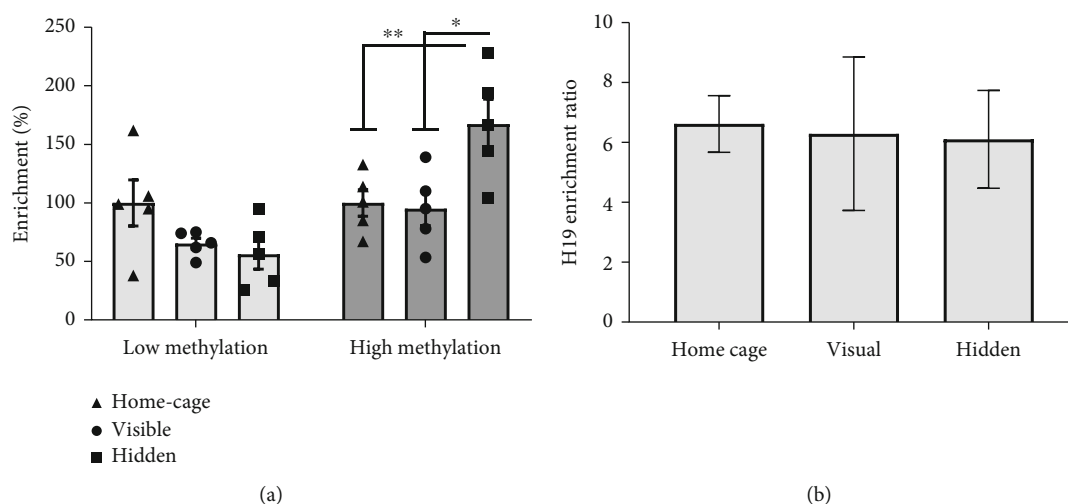 250
200
150
100
50
0
Enrichment (%)
**
*
Low methylation
High methylation
▲ Home-cage
● Visible
■ Hidden
(a)
10
8
6
4
2
0
H19 enrichment ratio
Home cage
Visual
Hidden
(b)